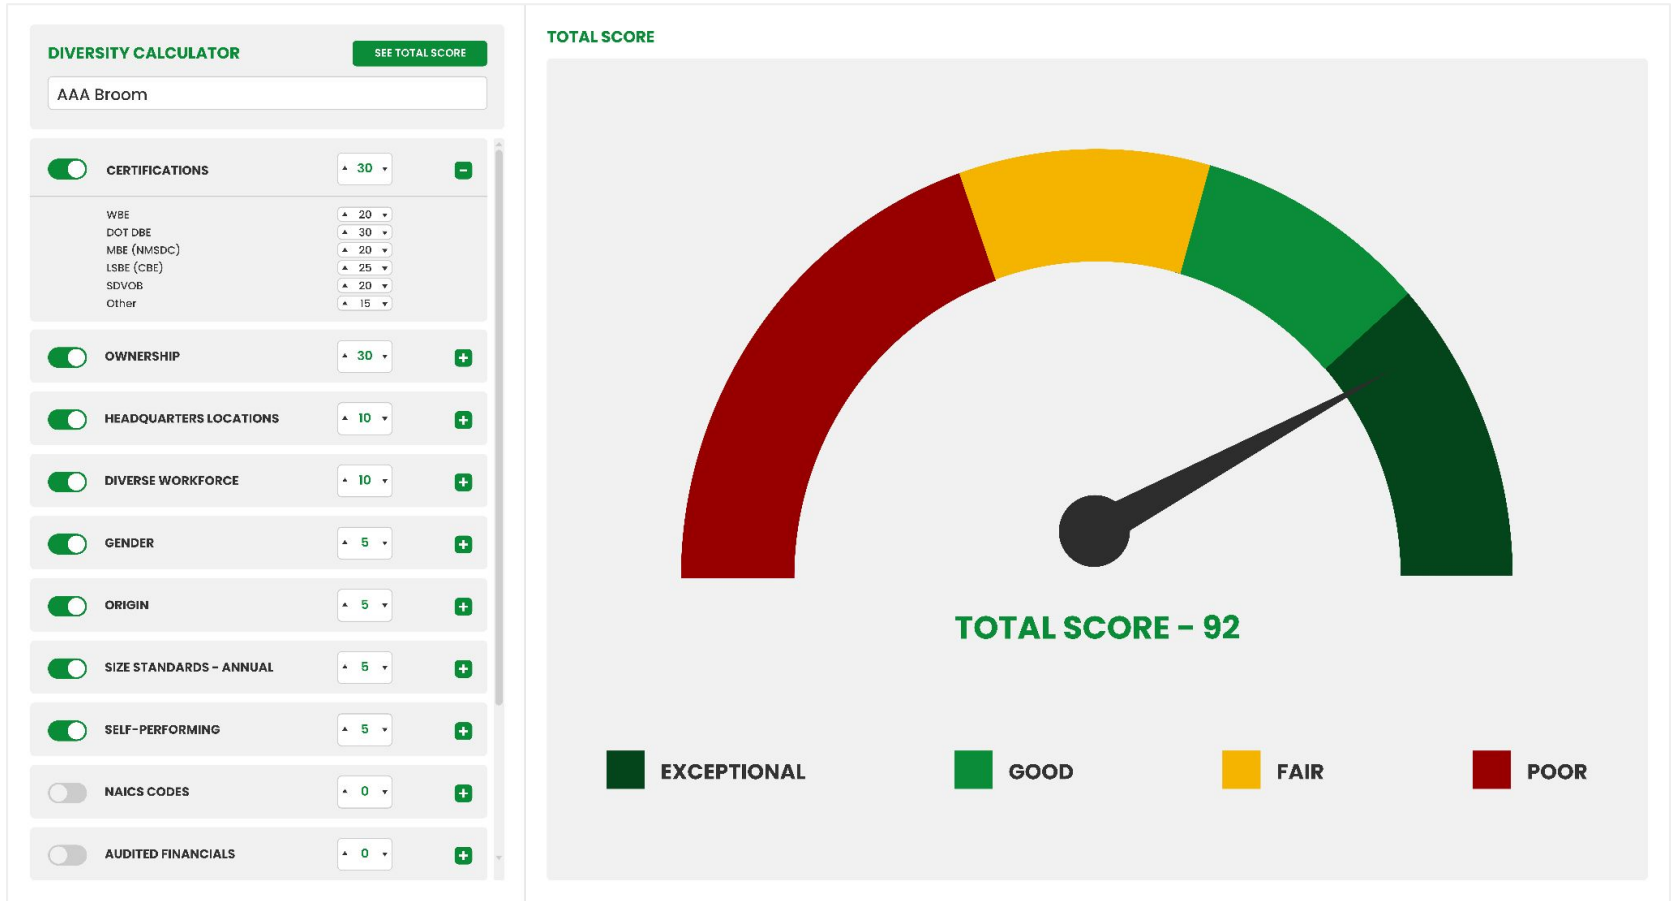 DIVERSITY CALCULATOR
SEE TOTAL SCORE
AAA Broom
CERTIFICATIONS 30
WBE 20
DOT DBE 30
MBE (NMSDC) 20
LSBE (CBE) 25
SDVOB 20
Other 15
OWNERSHIP 30
HEADQUARTERS LOCATIONS 10
DIVERSE WORKFORCE 10
GENDER 5
ORIGIN 5
SIZE STANDARDS - ANNUAL 5
SELF-PERFORMING 5
NAICS CODES 0
AUDITED FINANCIALS 0
TOTAL SCORE
TOTAL SCORE - 92
EXCEPTIONAL GOOD FAIR POOR